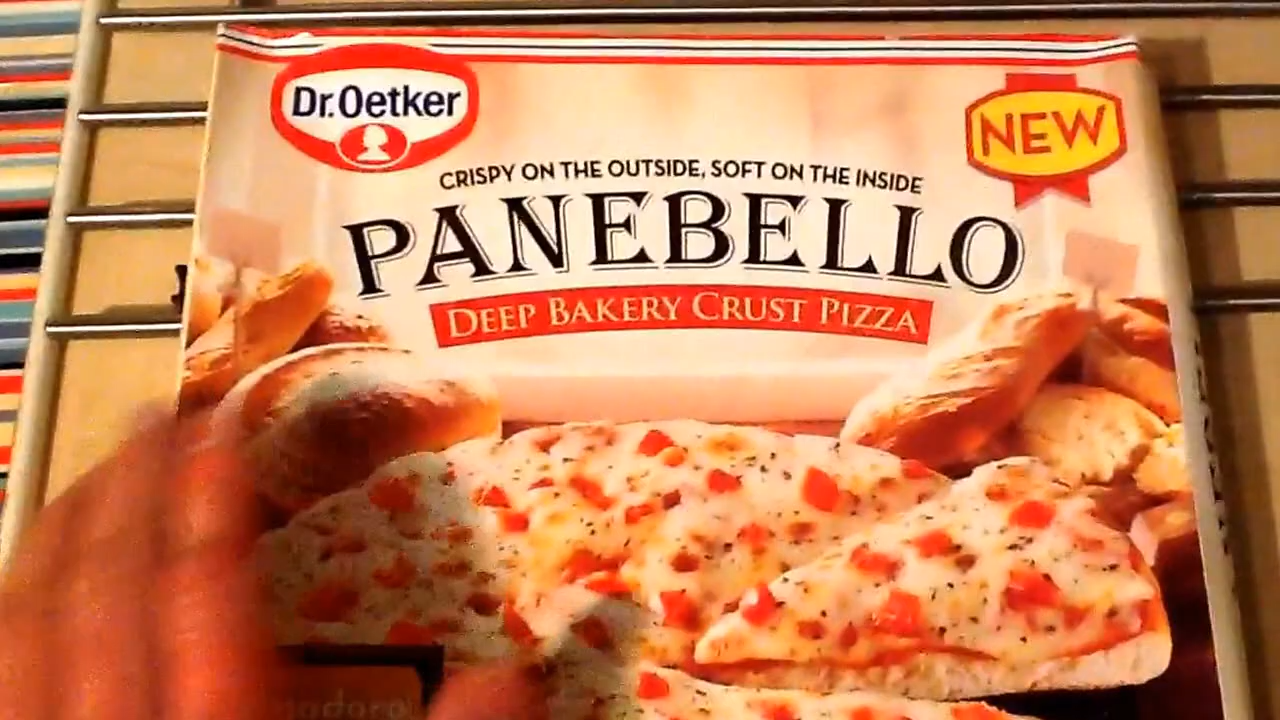 Dr.Oetker
NEW
CRISPY ON THE OUTSIDE, SOFT ON THE INSIDE
PANEBELLO
DEEP BAKERY CRUST PIZZA